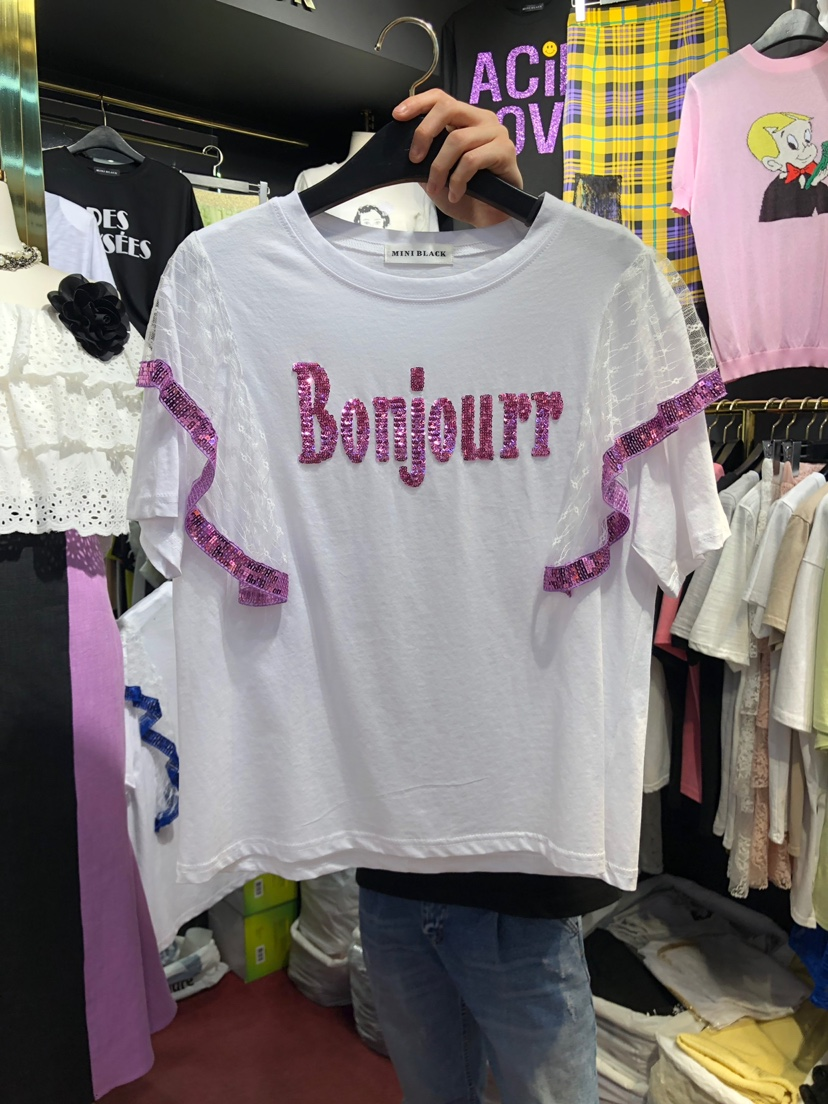 ACi
OV
DES
SÉES
MINI BLACK
Bonjourr